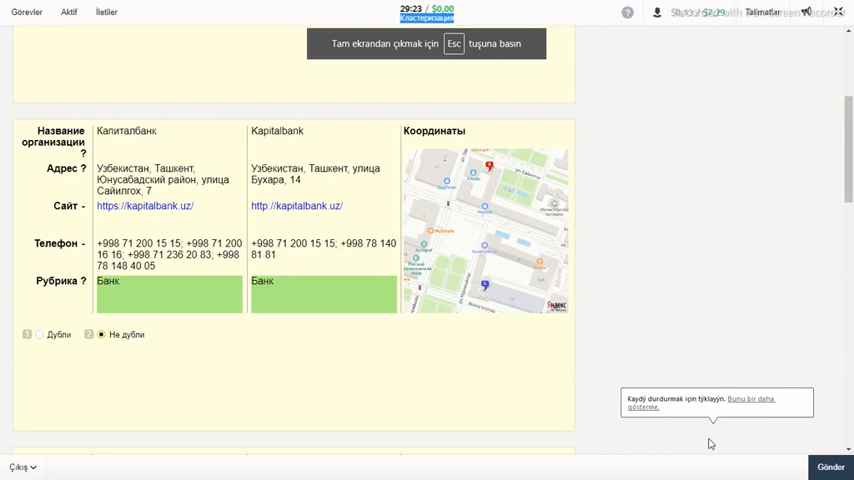 Görevler Aktif İletiler
29:23 / $0,00
Кластеризация
Talimatlar
Tam ekrandan çıkmak için Esc tuşuna basın
Название организации ? Капиталбанк Kapitalbank Координаты
Адрес ? Узбекистан, Ташкент, Юнусабадский район, улица Сайилгох, 7 Узбекистан, Ташкент, улица Бухара, 14
Сайт - https://kapitalbank.uz/ http://kapitalbank.uz/
Телефон - +998 71 200 15 15; +998 71 200 16 16; +998 71 236 20 83; +998 78 148 40 05 +998 71 200 15 15; +998 78 140 81 81
Рубрика ? Банк Банк
Яндекс
1 Дубли 2 Не дубли
Kaydý durdurmak için týklayýn. Bunu bir daha
gösterme.
Çıkış Gönder